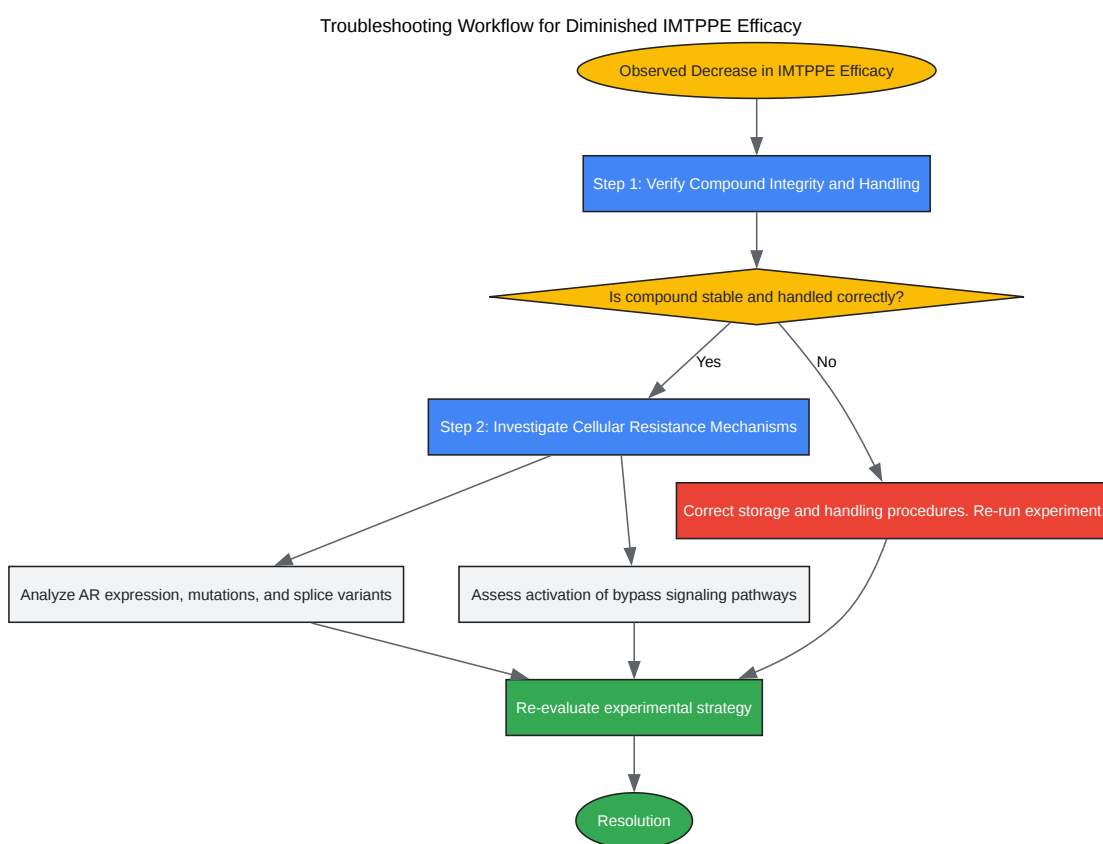 Troubleshooting Workflow for Diminished IMTPPE Efficacy
Observed Decrease in IMTPPE Efficacy
Step 1: Verify Compound Integrity and Handling
Is compound stable and handled correctly?
Yes
No
Step 2: Investigate Cellular Resistance Mechanisms
Correct storage and handling procedures. Re-run experiment.
Analyze AR expression, mutations, and splice variants
Assess activation of bypass signaling pathways
Re-evaluate experimental strategy
Resolution